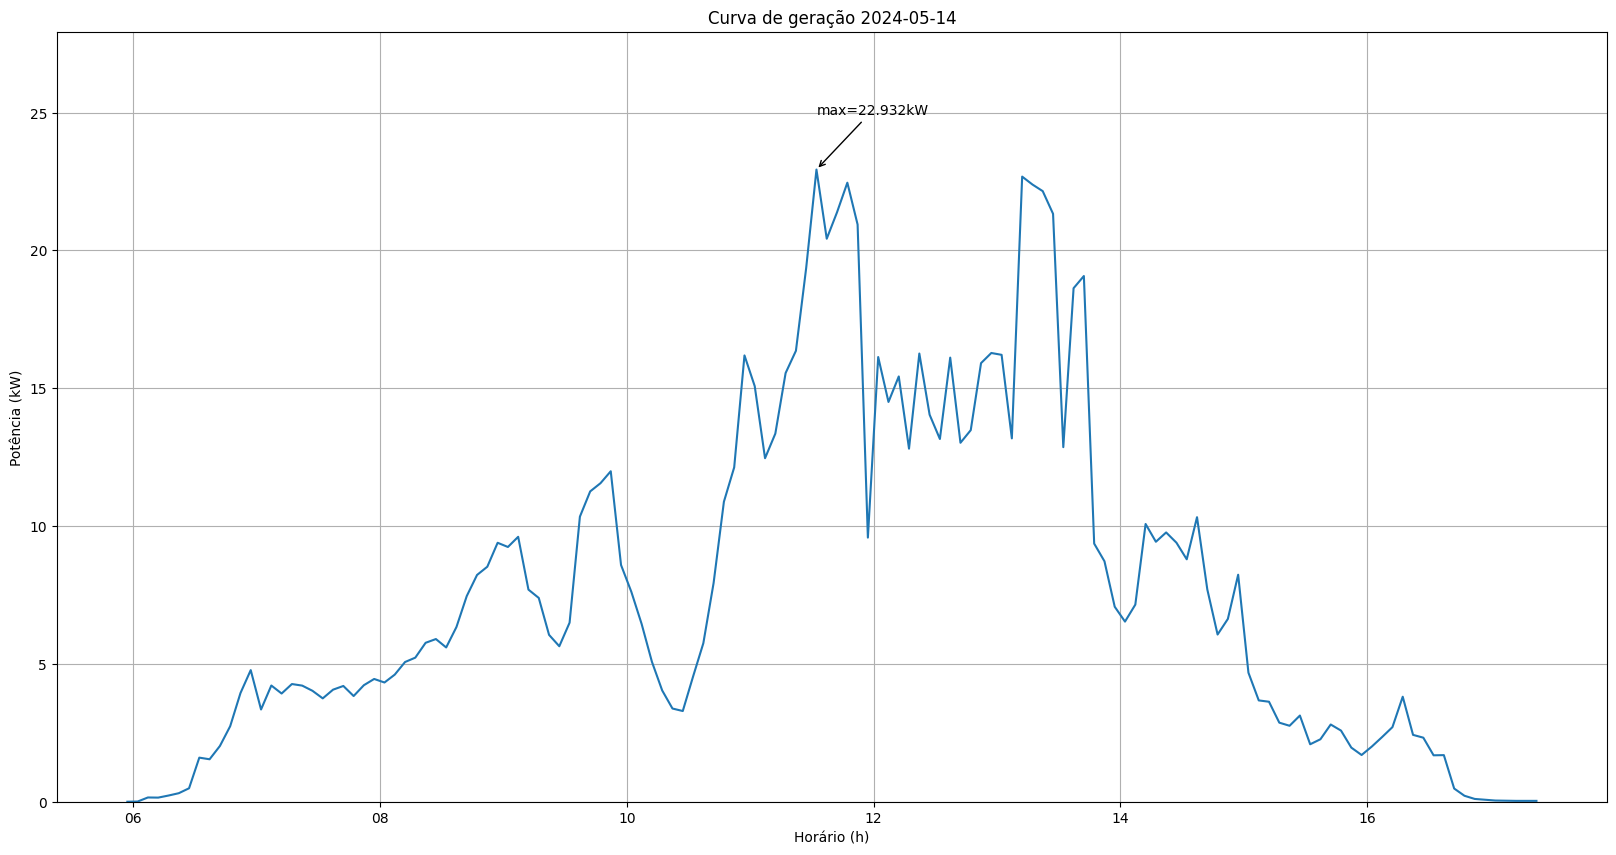 Curva de geração 2024-05-14
max=22.932kW
25
20
15
10
5
0
Potência (kW)
06 08 10 12 14 16
Horário (h)